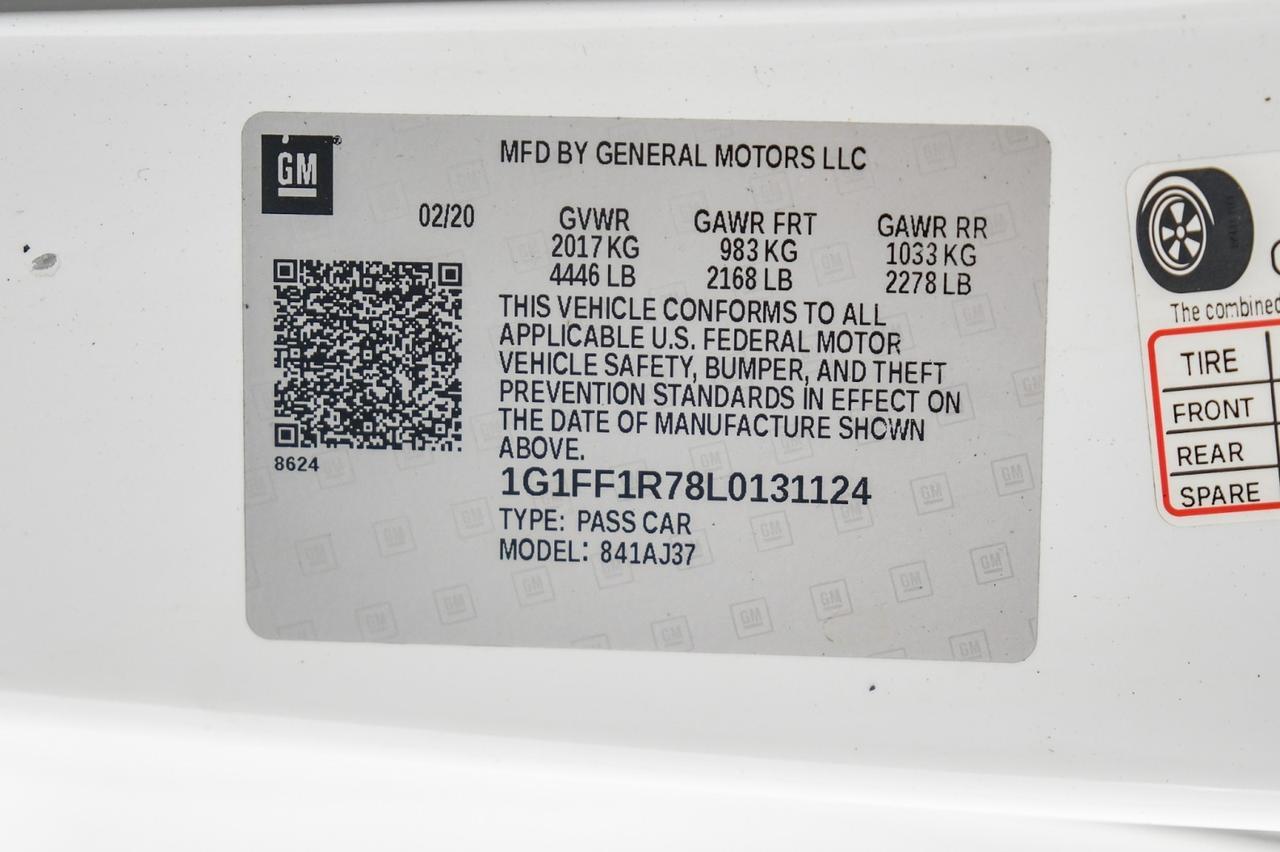 GM
MFD BY GENERAL MOTORS LLC
02/20
GVWR GAWR FRT GAWR RR
2017 KG 983 KG 1033 KG
4446 LB 2168 LB 2278 LB
THIS VEHICLE CONFORMS TO ALL
APPLICABLE U.S. FEDERAL MOTOR
VEHICLE SAFETY, BUMPER, AND THEFT
PREVENTION STANDARDS IN EFFECT ON
THE DATE OF MANUFACTURE SHOWN
ABOVE.
8624
1G1FF1R78L0131124
TYPE: PASS CAR
MODEL: 841AJ37
The combined
TIRE
FRONT
REAR
SPARE